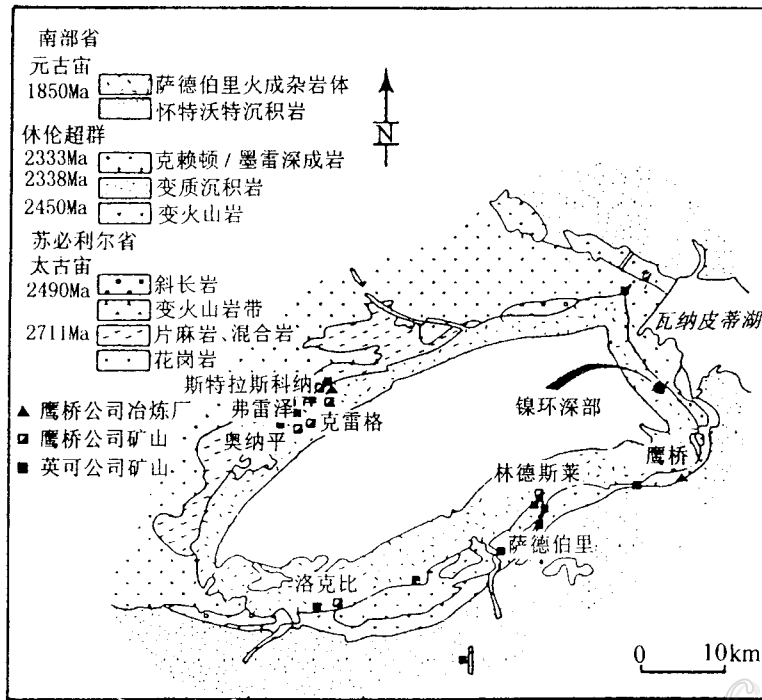 南部省
元古宙
1850Ma 萨德伯里火成杂岩体
怀特沃特沉积岩
休伦超群
2333Ma 克赖顿/墨雷深成岩
2338Ma 变质沉积岩
2450Ma 变火山岩
苏必利尔省
太古宙
2490Ma 斜长岩
变火山岩带
2711Ma 片麻岩、混合岩
花岗岩
▲ 鹰桥公司冶炼厂
鹰桥公司矿山
■ 英可公司矿山
N
瓦纳皮蒂湖
斯特拉斯科纳
弗雷泽
克雷格
奥纳平
镍环深部
鹰桥
林德斯莱
萨德伯里
洛克比
0 10km